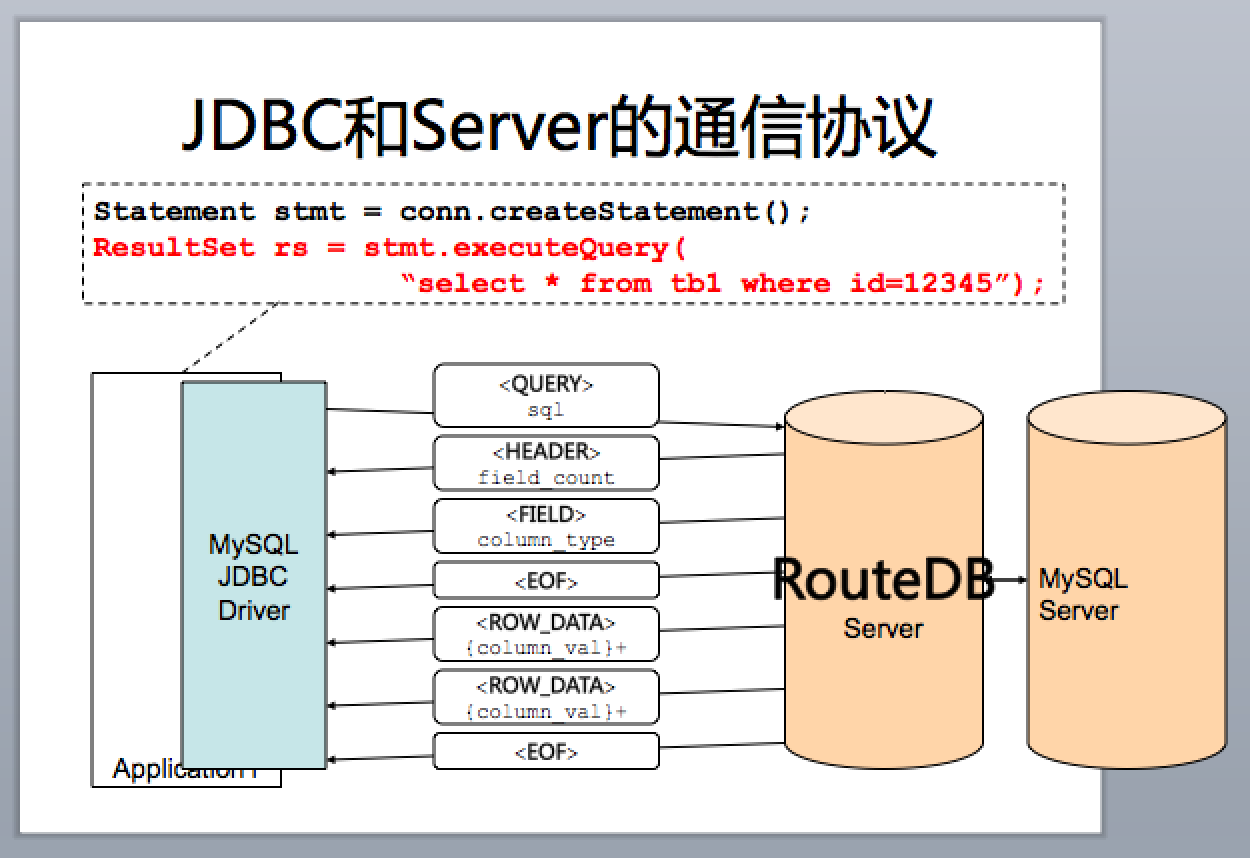 JDBC和Server的通信协议
Statement stmt = conn.createStatement();
ResultSet rs = stmt.executeQuery(
“select * from tb1 where id=12345”);
<QUERY>
sql
<HEADER>
field_count
<FIELD>
column_type
<EOF>
<ROW_DATA>
{column_val}+
<ROW_DATA>
{column_val}+
<EOF>
MySQL
JDBC
Driver
Application
RouteDB
Server
MySQL
Server